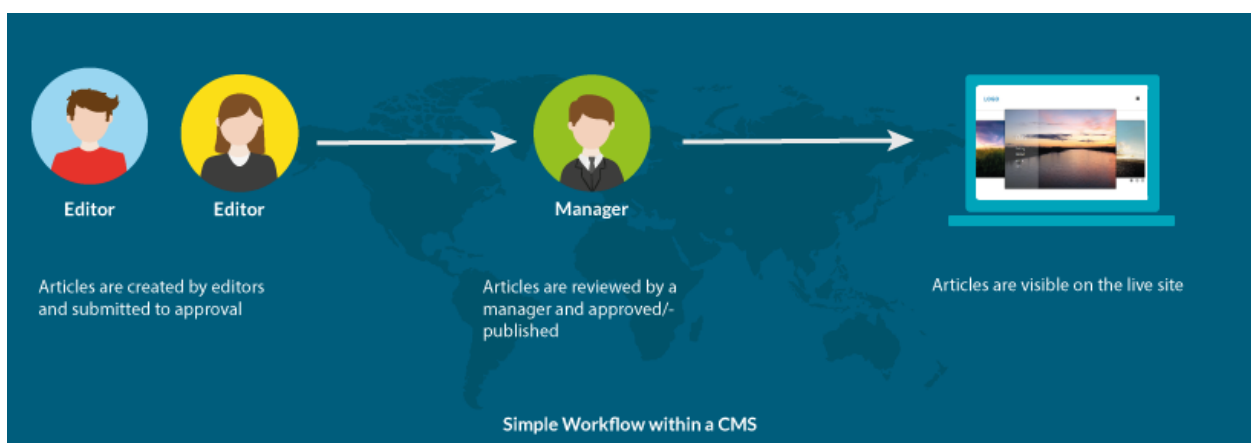 LOGO
Editor
Editor
Manager
Articles are created by editors
and submitted to approval
Articles are reviewed by a
manager and approved/-
published
Articles are visible on the live site
Simple Workflow within a CMS